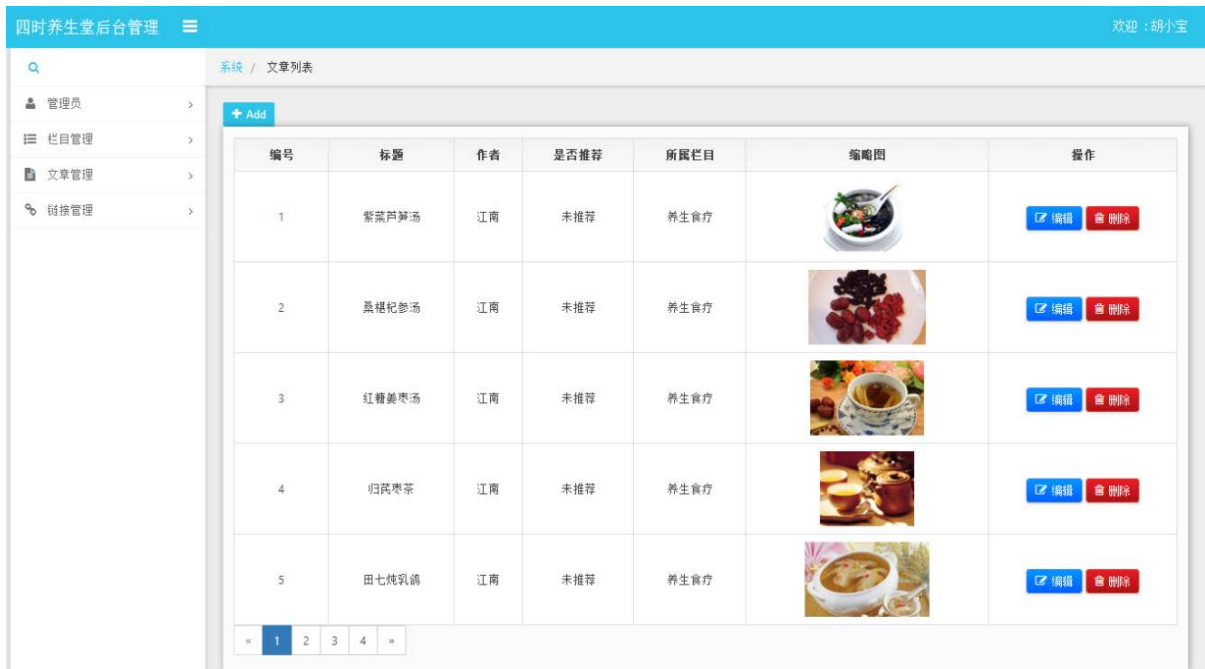 四时养生堂后台管理 欢迎 :胡小宝
系统 / 文章列表
管理员
栏目管理
文章管理
链接管理
+ Add
编号 标题 作者 是否推荐 所属栏目 缩略图 操作
1 紫菜芦笋汤 江南 未推荐 养生食疗 编辑 删除
2 桑椹杞参汤 江南 未推荐 养生食疗 编辑 删除
3 红糖姜枣汤 江南 未推荐 养生食疗 编辑 删除
4 归芪枣茶 江南 未推荐 养生食疗 编辑 删除
5 田七炖乳鸽 江南 未推荐 养生食疗 编辑 删除
« 1 2 3 4 »